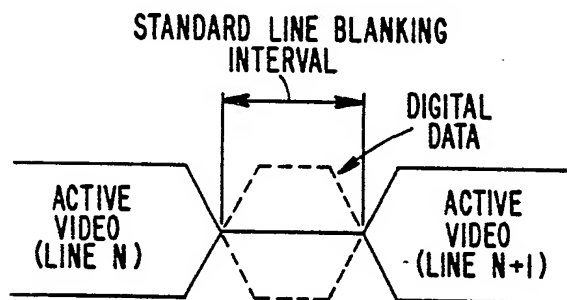 STANDARD LINE BLANKING
INTERVAL
DIGITAL
DATA
ACTIVE
VIDEO
(LINE N)
ACTIVE
VIDEO
(LINE N+1)